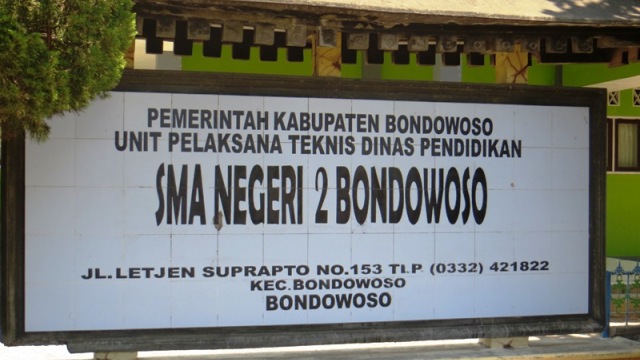 PEMERINTAH KABUPATEN BONDOWOSO
UNIT PELAKSANA TEKNIS DINAS PENDIDIKAN
SMA NEGERI 2 BONDOWOSO
JL.LETJEN SUPRAPTO NO.153 TLP (0332) 421822
KEC.BONDOWOSO
BONDOWOSO